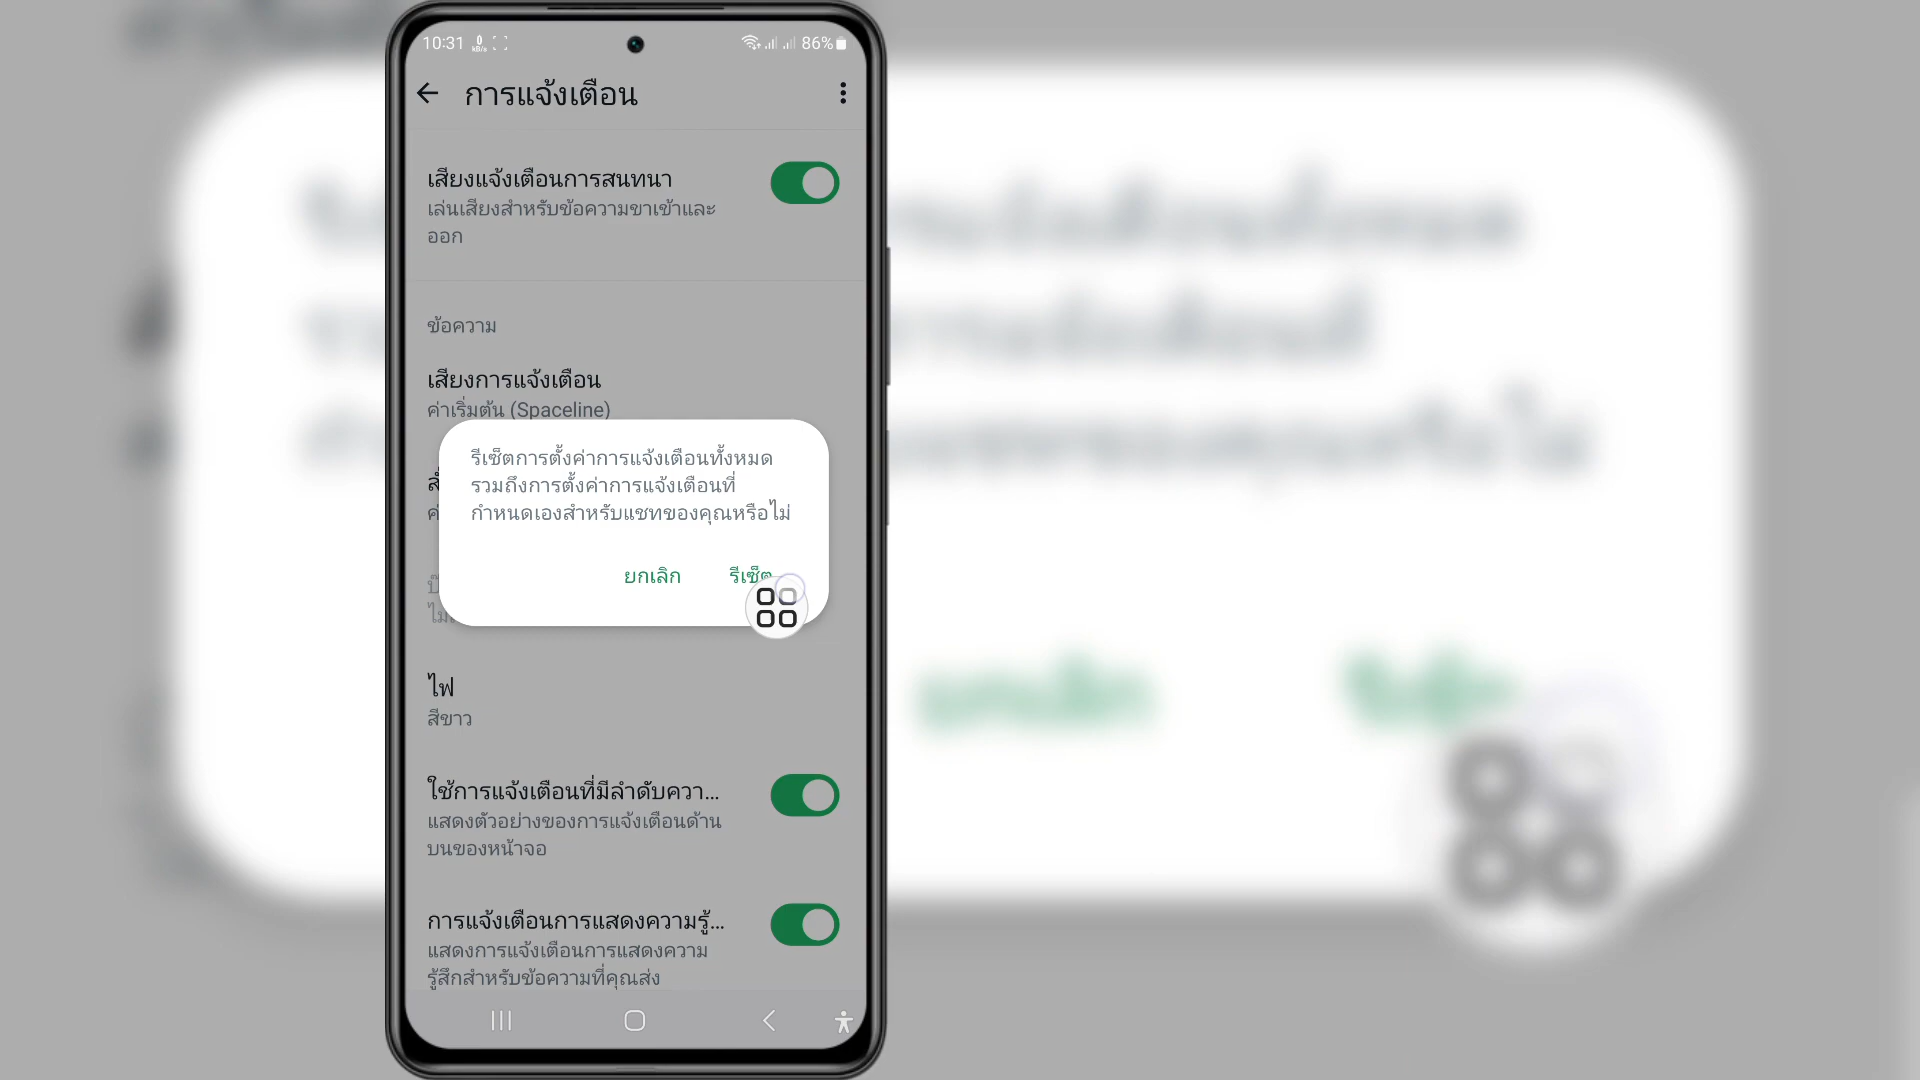 10:31 0 kB/s 86%
การแจ้งเตือน
เสียงแจ้งเตือนการสนทนา
เล่นเสียงสำหรับข้อความขาเข้าและ
ออก
ข้อความ
เสียงการแจ้งเตือน
ค่าเริ่มต้น (Spaceline)
รีเซ็ตการตั้งค่าการแจ้งเตือนทั้งหมด
รวมถึงการตั้งค่าการแจ้งเตือนที่
กำหนดเองสำหรับแชทของคุณหรือไม่
ยกเลิก รีเซ็ต
ไฟ
สีขาว
ใช้การแจ้งเตือนที่มีลำดับควา...
แสดงตัวอย่างของการแจ้งเตือนด้าน
บนของหน้าจอ
การแจ้งเตือนการแสดงความรู้...
แสดงการแจ้งเตือนการแสดงความ
รู้สึกสำหรับข้อความที่คุณส่ง